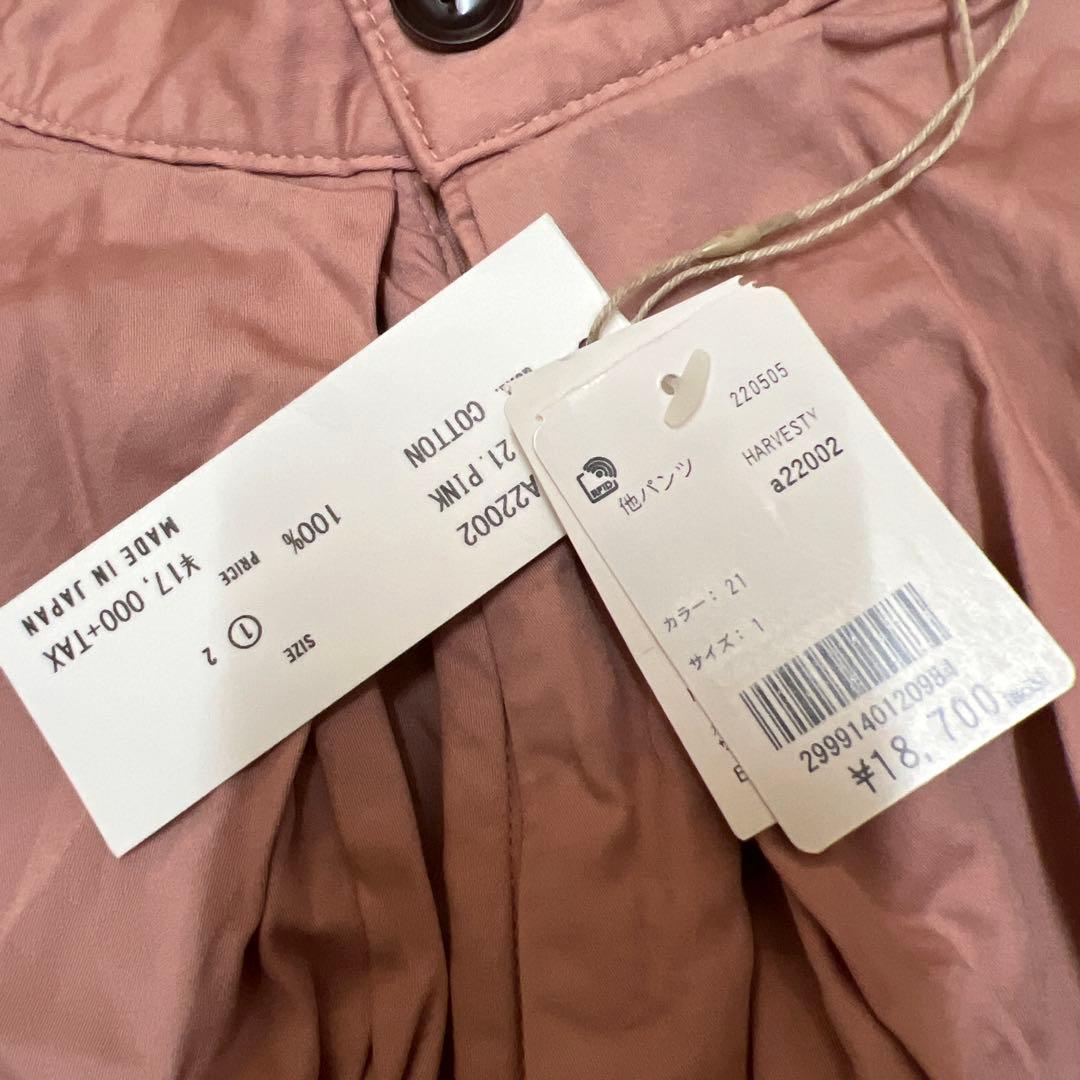 A22002
21. PINK
COTTON
100%
SIZE
1
2
PRICE
¥17, 000+TAX
MADE IN JAPAN
220505
HARVESTY
a22002
RFID
他パンツ
カラー: 21
サイズ: 1
¥18, 700